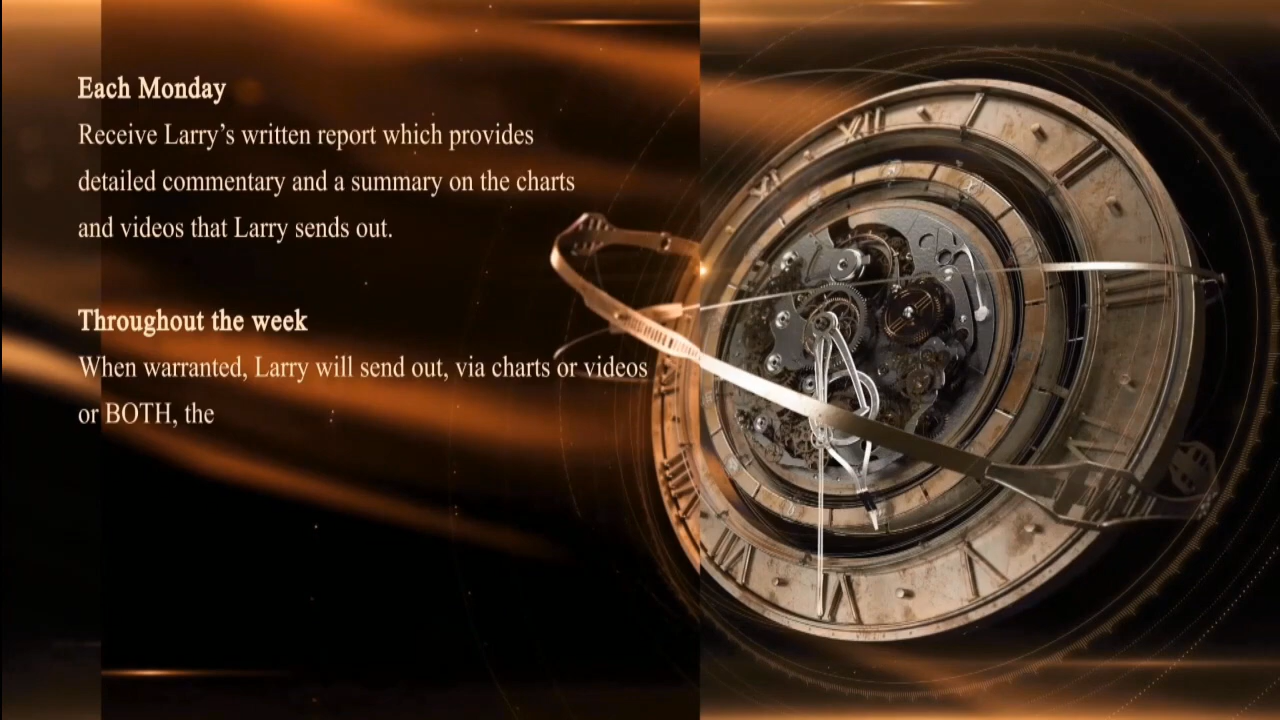 Each Monday
Receive Larry’s written report which provides
detailed commentary and a summary on the charts
and videos that Larry sends out.
Throughout the week
When warranted, Larry will send out, via charts or videos
or BOTH, the